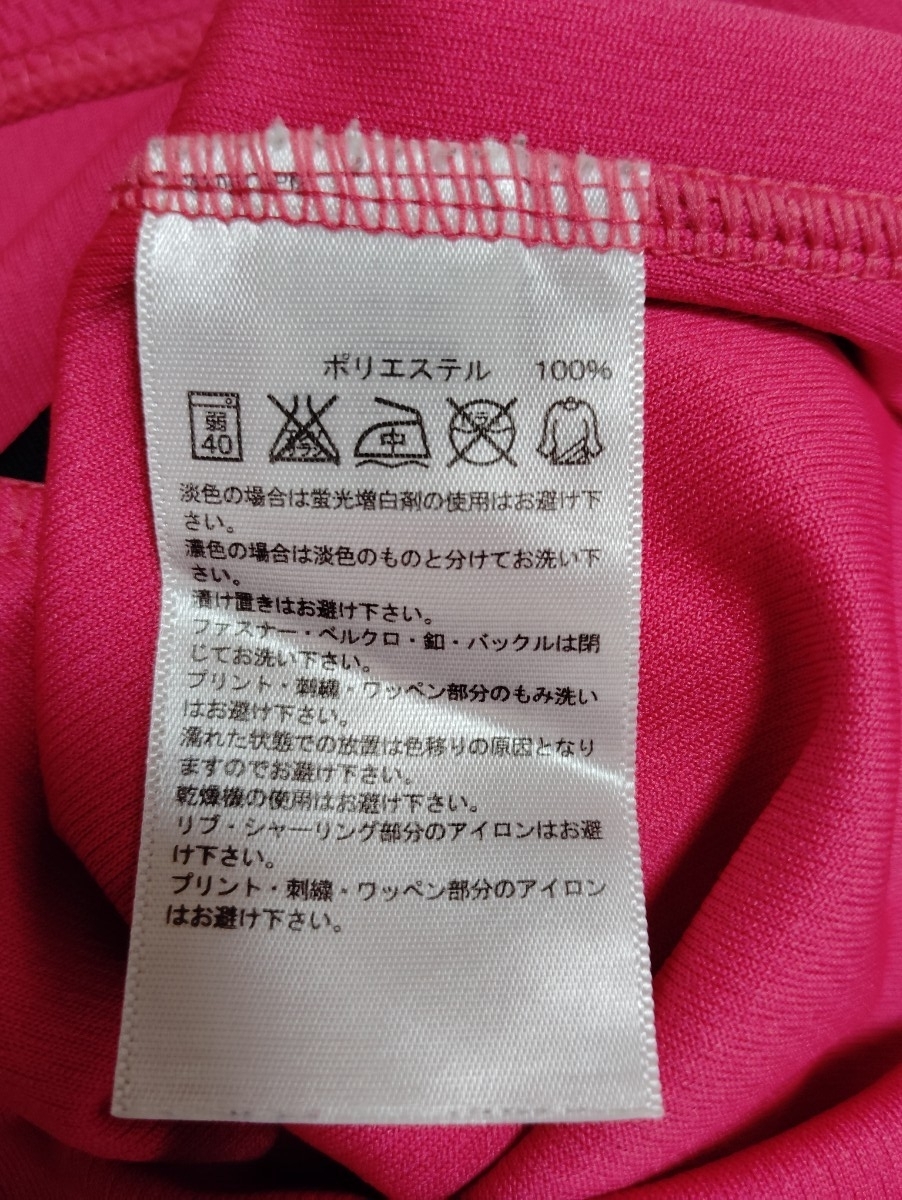 ポリエステル 100%
弱 40 エンソ サラシ 中 ドライ
淡色の場合は蛍光増白剤の使用はお避け下
さい。
濃色の場合は淡色のものと分けてお洗い下
さい。
漬け置きはお避け下さい。
ファスナー・ベルクロ・釦・バックルは閉
じてお洗い下さい。
プリント・刺繍・ワッペン部分のもみ洗い
はお避け下さい。
濡れた状態での放置は色移りの原因となり
ますのでお避け下さい。
乾燥機の使用はお避け下さい。
リブ・シャーリング部分のアイロンはお避
け下さい。
プリント・刺繍・ワッペン部分のアイロン
はお避け下さい。